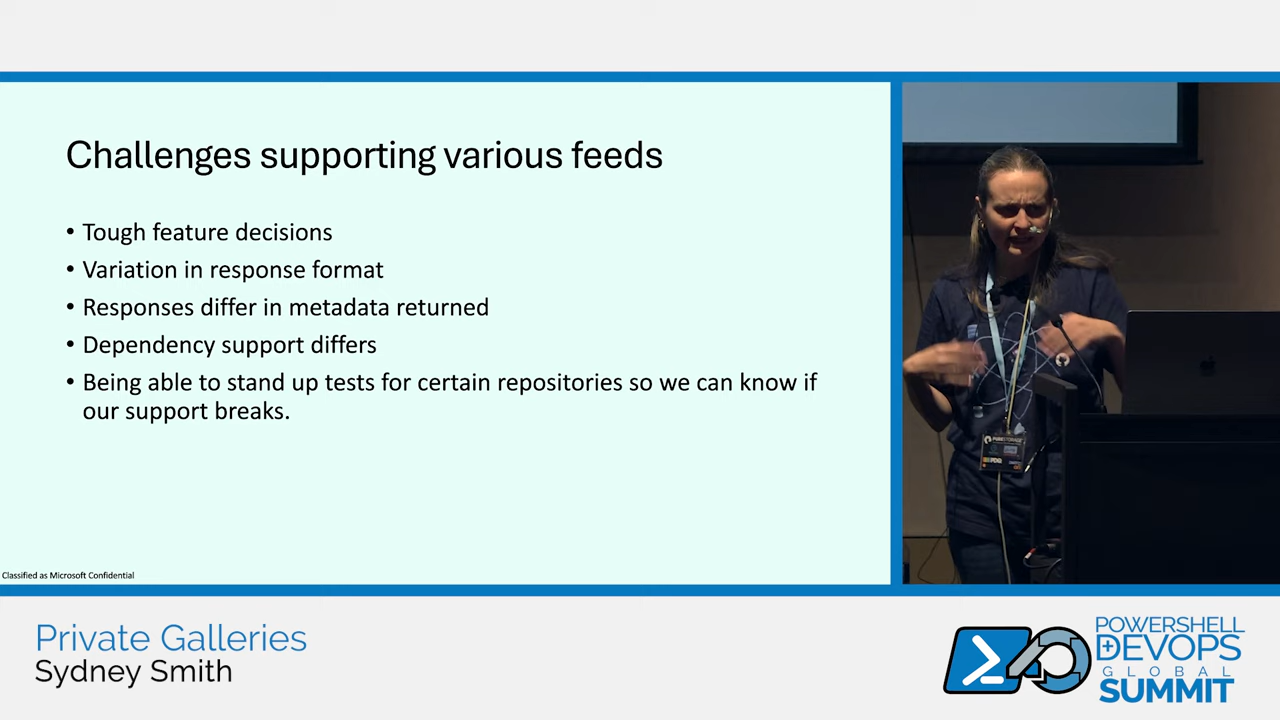 Challenges supporting various feeds
• Tough feature decisions
• Variation in response format
• Responses differ in metadata returned
• Dependency support differs
• Being able to stand up tests for certain repositories so we can know if
our support breaks.
Classified as Microsoft Confidential
Private Galleries
Sydney Smith
POWERSHELL
DEVOPS
GLOBAL
SUMMIT